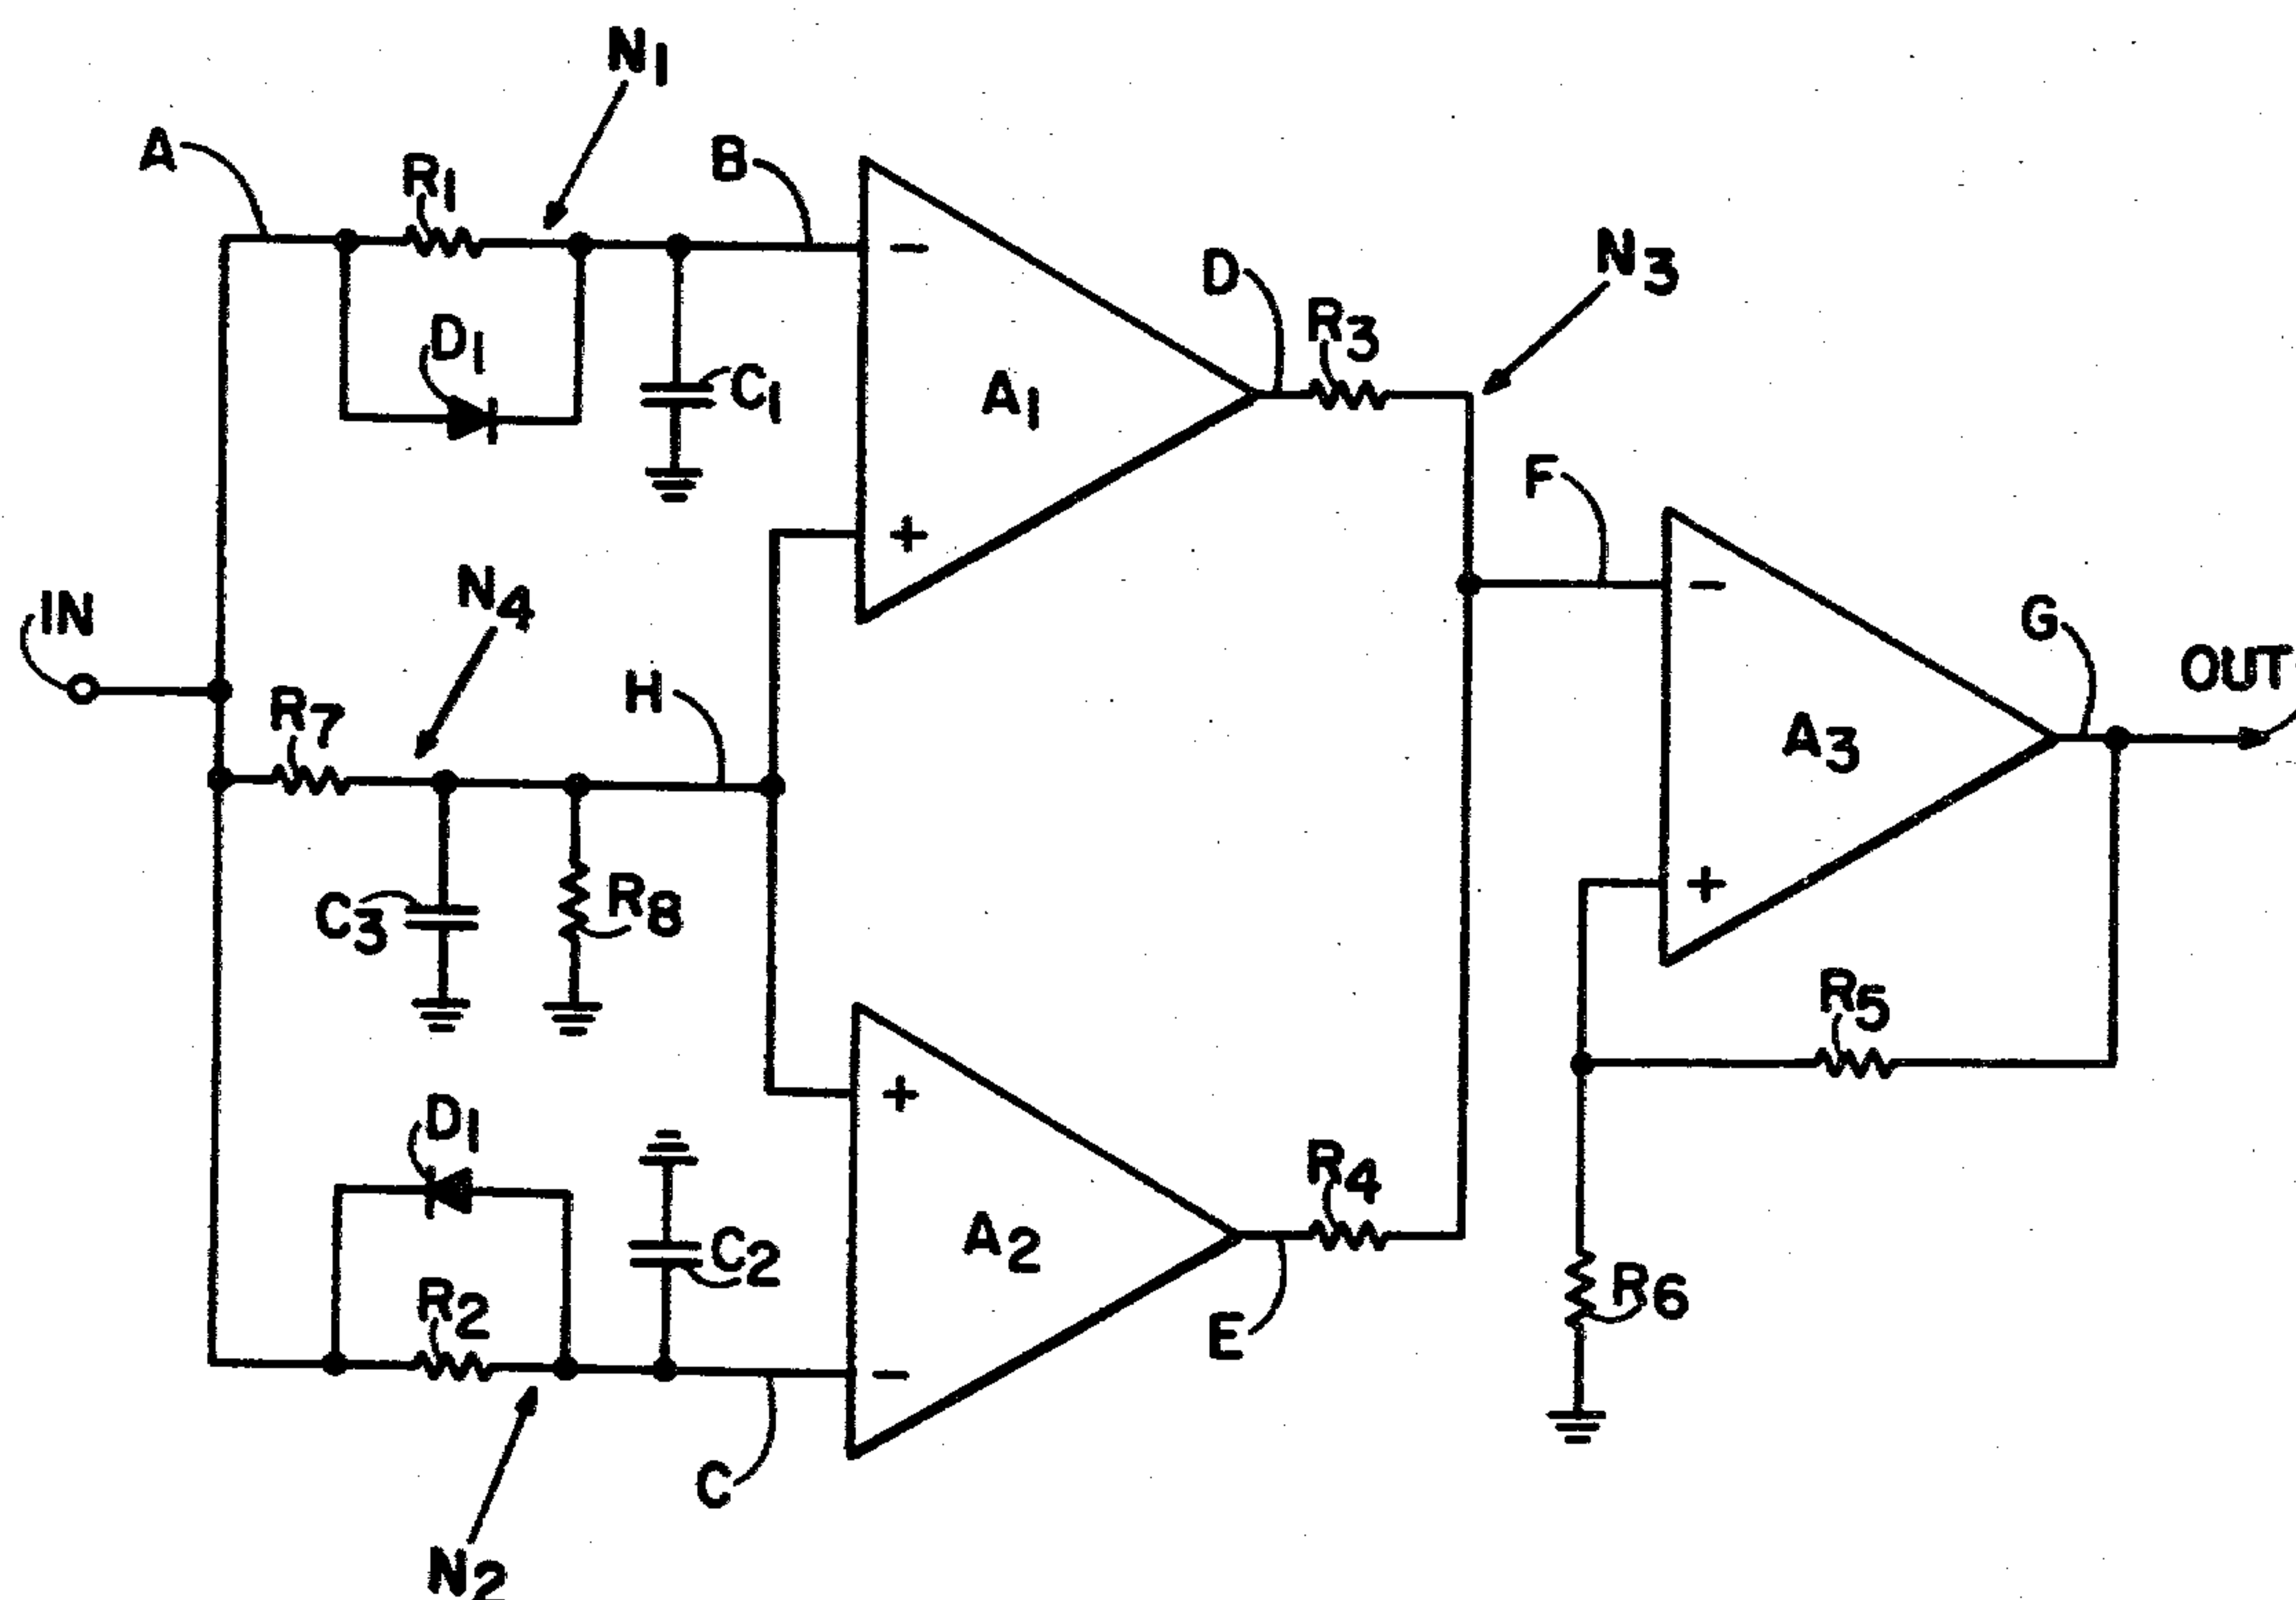 N1
A
R1
B
D1
C1
A1
−
+
D
R3
N3
F
IN
N4
R7
H
−
A3
+
G
OUT
C3
R8
R5
D1
C2
R2
+
A2
−
R4
E
R6
C
N2